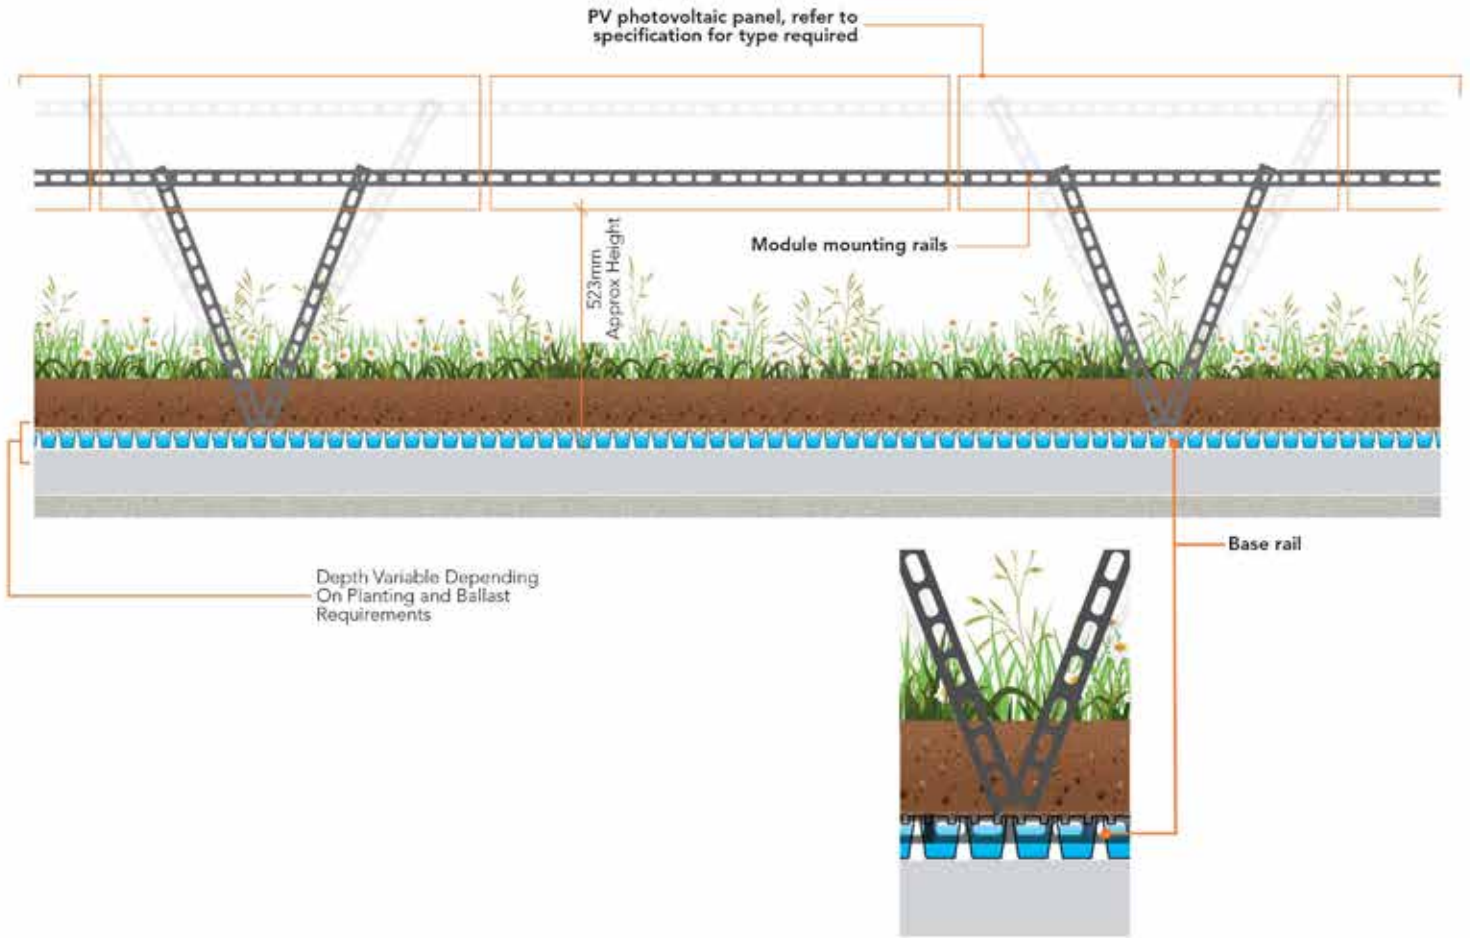 PV photovoltaic panel, refer to
specification for type required
Module mounting rails
523mm
Approx Height
Base rail
Depth Variable Depending
On Planting and Ballast
Requirements